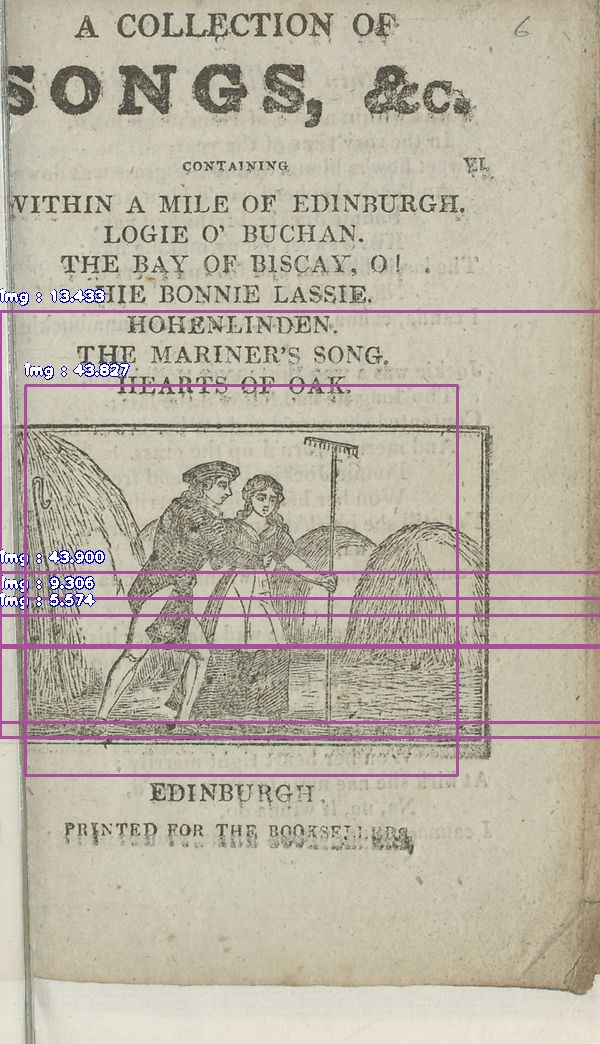 A COLLECTION OF
6
SONGS, &c.
CONTAINING
VI.
WITHIN A MILE OF EDINBURGH.
LOGIE O' BUCHAN.
THE BAY OF BISCAY, O!
img : 13.433
SHE BONNIE LASSIE.
HOHENLINDEN.
THE MARINER'S SONG.
img : 43.827
HEARTS OF OAK.
img : 43.900
img : 9.306
img : 5.574
EDINBURGH
PRINTED FOR THE BOOKSELLERS,